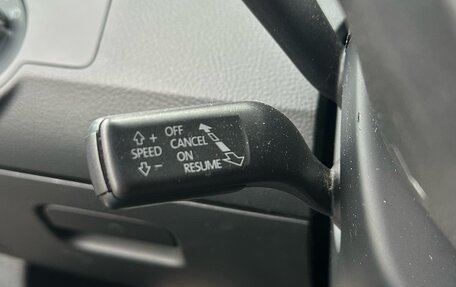 + OFF
SPEED CANCEL
ON
- RESUME